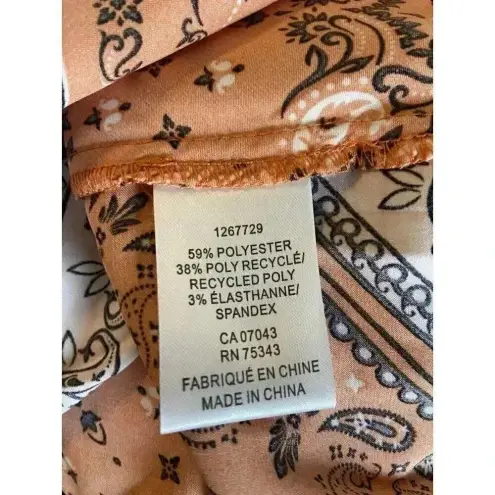 1267729
59% POLYESTER
38% POLY RECYCLÉ/
RECYCLED POLY
3% ÉLASTHANNE/
SPANDEX
CA 07043
RN 75343
FABRIQUÉ EN CHINE
MADE IN CHINA